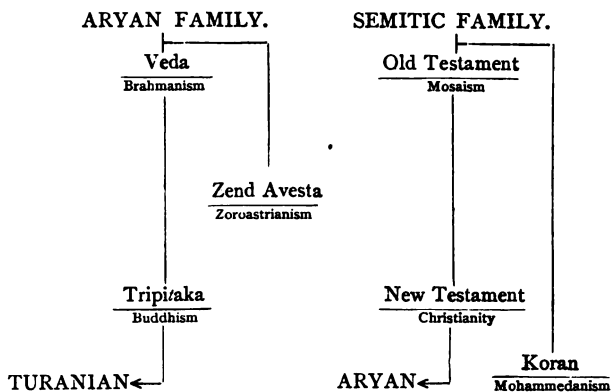 ARYAN FAMILY.
SEMITIC FAMILY.
Veda
Brahmanism
Old Testament
Mosaism
Zend Avesta
Zoroastrianism
Tripitaka
Buddhism
New Testament
Christianity
Koran
Mohammedanism
TURANIAN
ARYAN